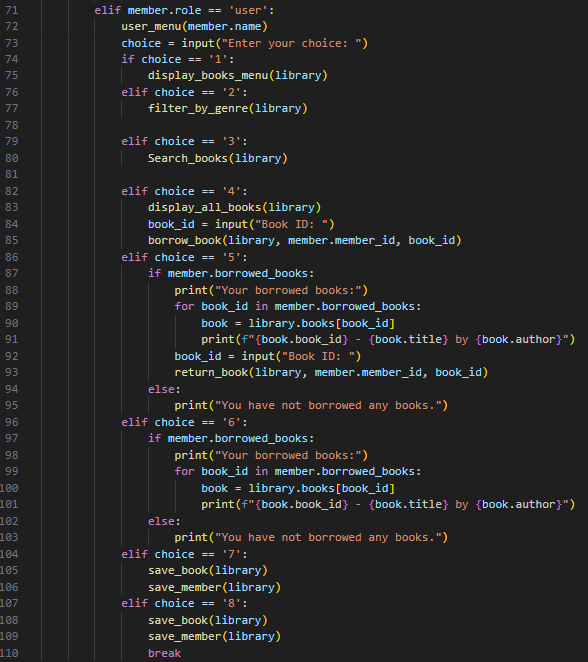 71 elif member.role == 'user':
72 user_menu(member.name)
73 choice = input("Enter your choice: ")
74 if choice == '1':
75 display_books_menu(library)
76 elif choice == '2':
77 filter_by_genre(library)
78
79 elif choice == '3':
80 Search_books(library)
81
82 elif choice == '4':
83 display_all_books(library)
84 book_id = input("Book ID: ")
85 borrow_book(library, member.member_id, book_id)
86 elif choice == '5':
87 if member.borrowed_books:
88 print("Your borrowed books:")
89 for book_id in member.borrowed_books:
90 book = library.books[book_id]
91 print(f"{book.book_id} - {book.title} by {book.author}")
92 book_id = input("Book ID: ")
93 return_book(library, member.member_id, book_id)
94 else:
95 print("You have not borrowed any books.")
96 elif choice == '6':
97 if member.borrowed_books:
98 print("Your borrowed books:")
99 for book_id in member.borrowed_books:
100 book = library.books[book_id]
101 print(f"{book.book_id} - {book.title} by {book.author}")
102 else:
103 print("You have not borrowed any books.")
104 elif choice == '7':
105 save_book(library)
106 save_member(library)
107 elif choice == '8':
108 save_book(library)
109 save_member(library)
110 break